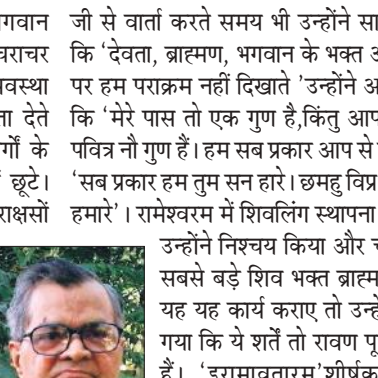 गवान
चराचर
वस्था
ता देते
र्गों के
छूटे।
राक्षसों
जी से वार्ता करते समय भी उन्होंने सा
कि ‘देवता, ब्राह्मण, भगवान के भक्त अ
पर हम पराक्रम नहीं दिखाते ’उन्होंने अ
कि ‘मेरे पास तो एक गुण है,किंतु आप
पवित्र नौ गुण हैं। हम सब प्रकार आप से
‘सब प्रकार हम तुम सन हारे। छमहु विप्र
हमारे’। रामेश्वरम में शिवलिंग स्थापना
उन्होंने निश्चय किया और च
सबसे बड़े शिव भक्त ब्राह्म
यह यह कार्य कराए तो उन्हें
गया कि ये शर्तें तो रावण पू
हैं। ‘इरामावतारम’शीर्षक